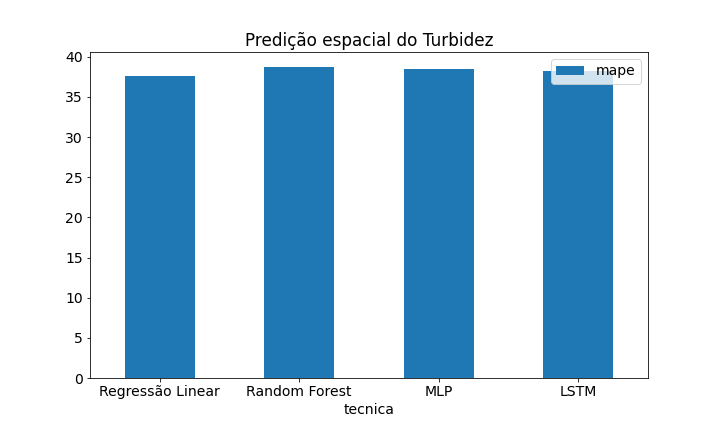 Predição espacial do Turbidez
mape
40
35
30
25
20
15
10
5
0
Regressão Linear Random Forest MLP LSTM
tecnica